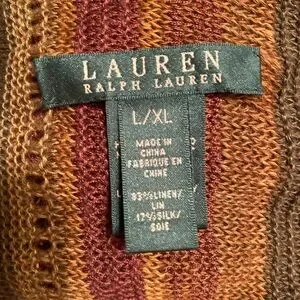 LAUREN
RALPH LAUREN
L/XL
MADE IN
CHINA
FABRIQUE EN
CHINE
83%LINEN/
LIN
17%SILK/
SOIE